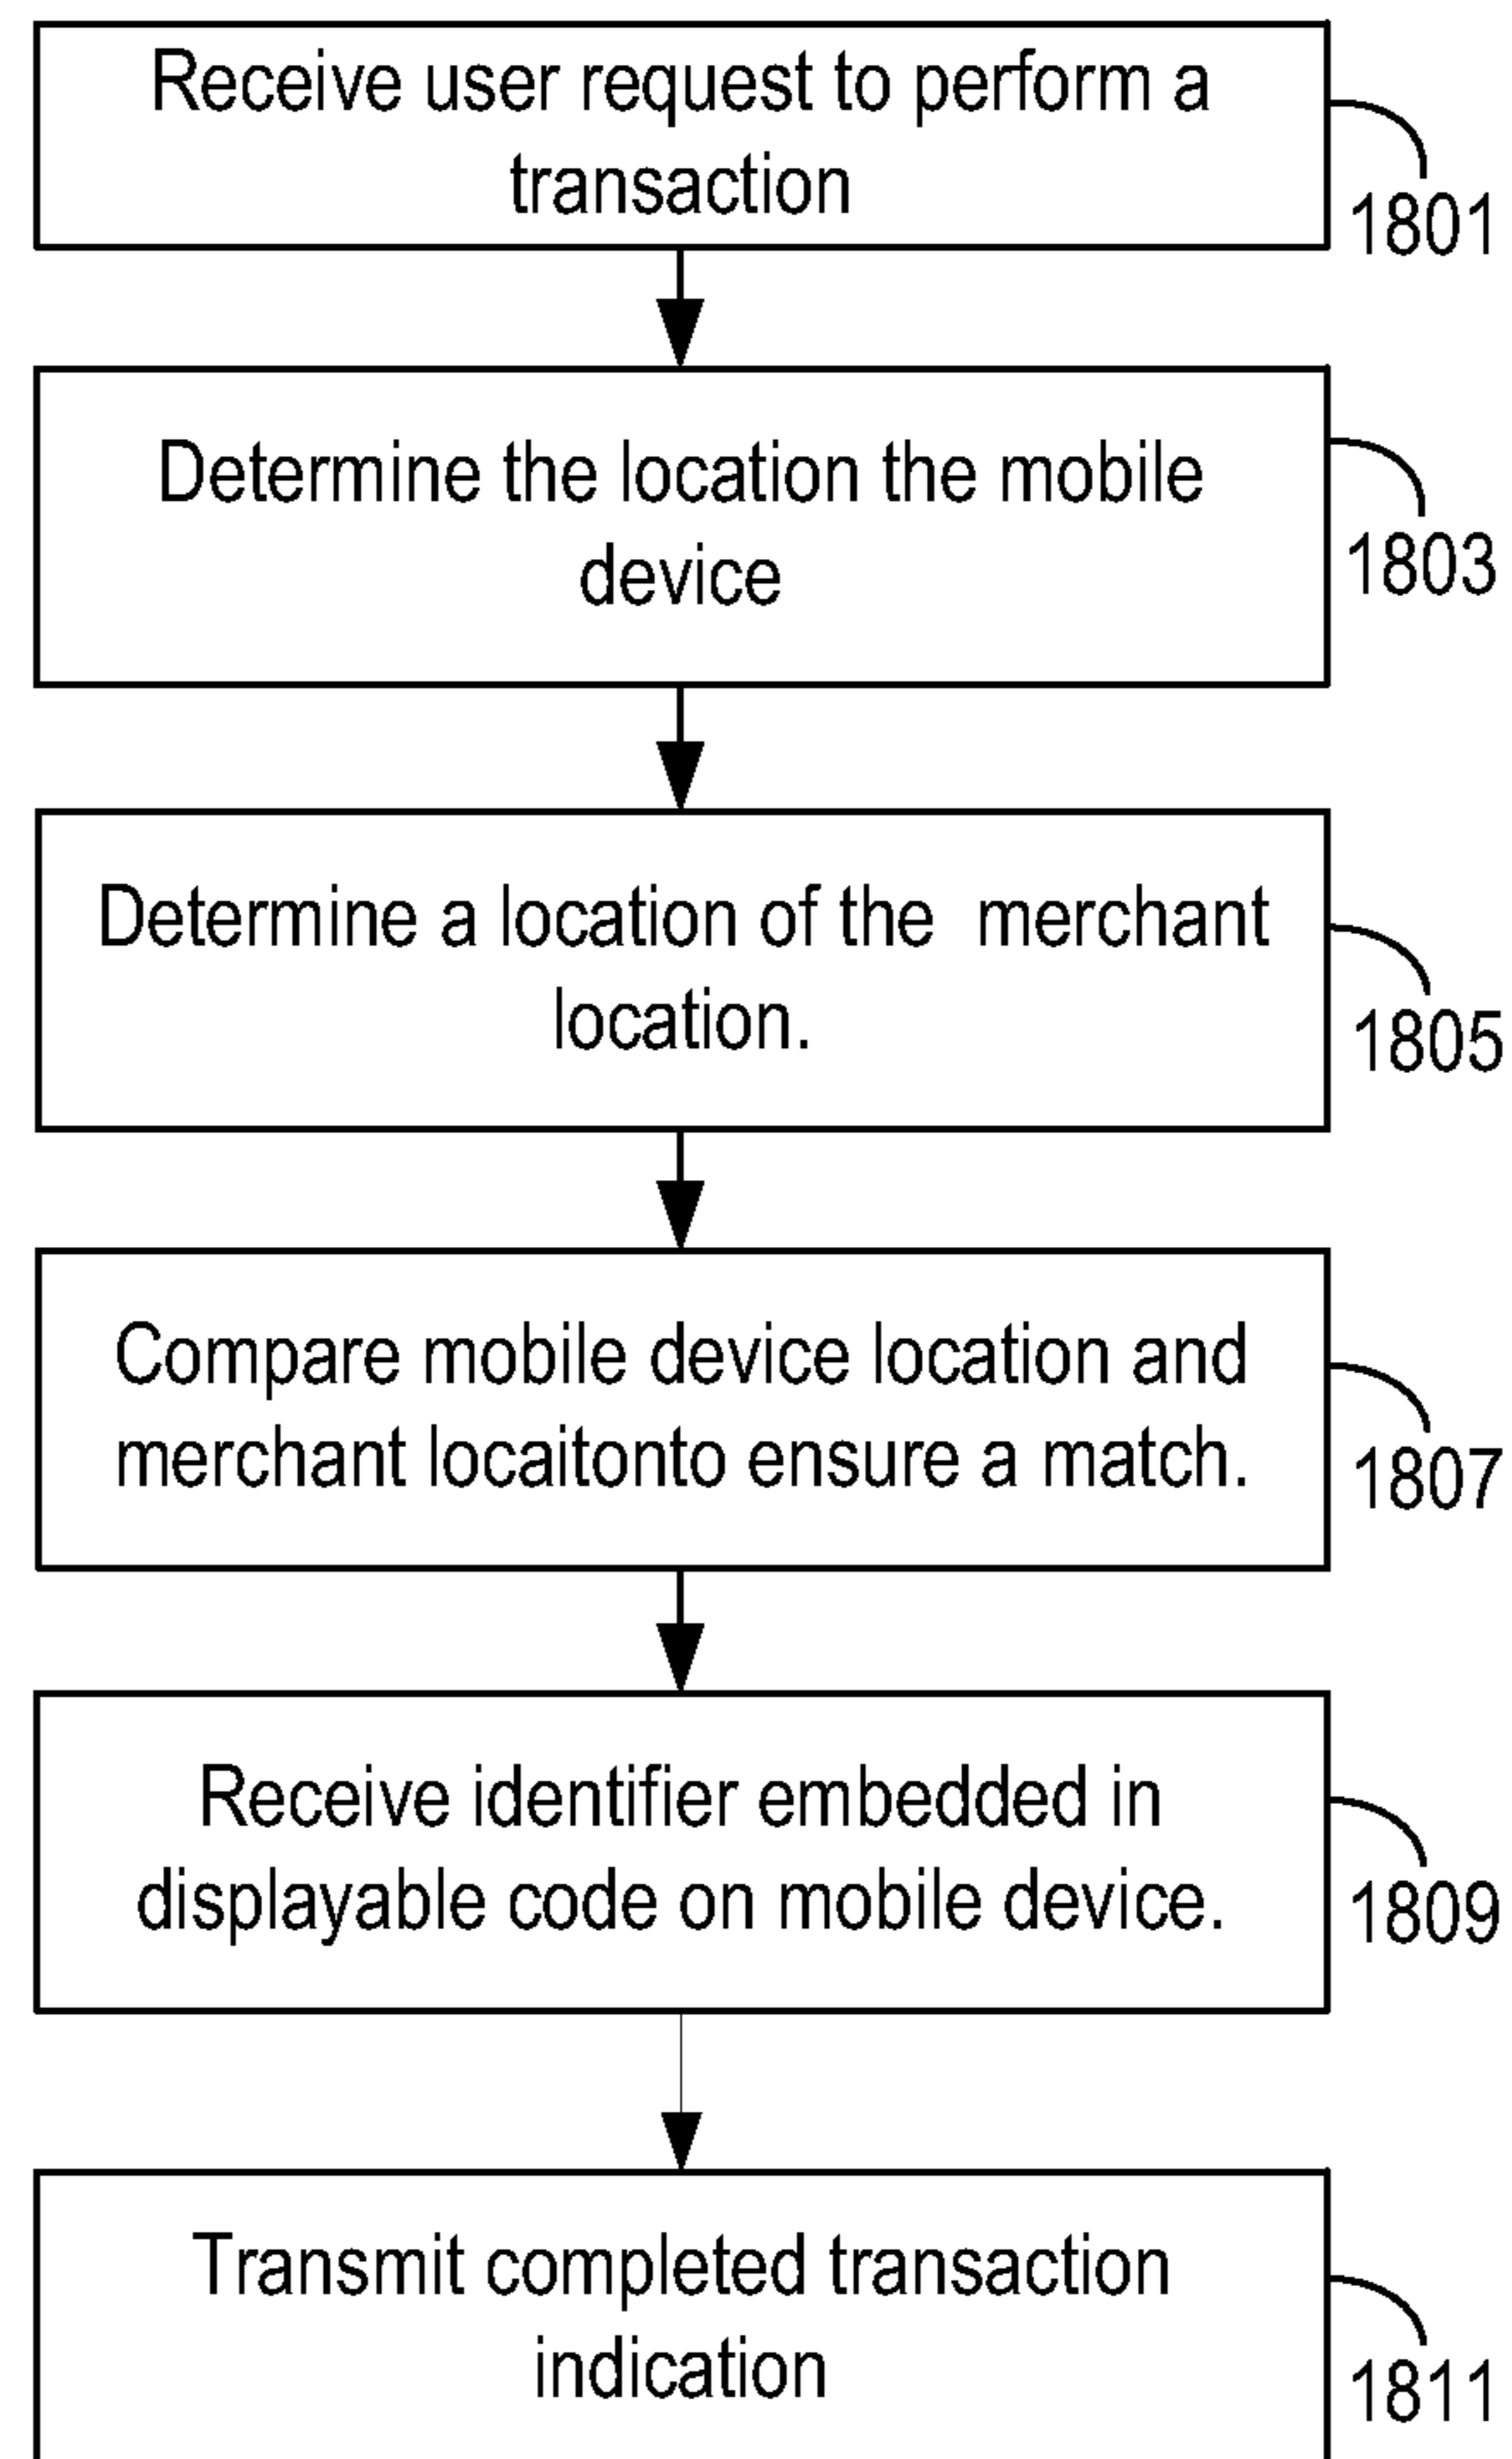 Receive user request to perform a
transaction
1801
Determine the location the mobile
device
1803
Determine a location of the  merchant
location.
1805
Compare mobile device location and
merchant locaitonto ensure a match.
1807
Receive identifier embedded in
displayable code on mobile device.
1809
Transmit completed transaction
indication
1811